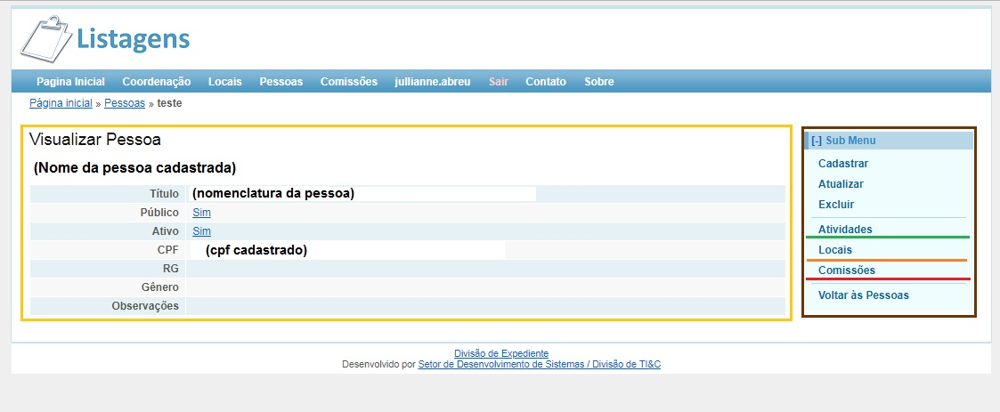 Listagens
Pagina Inicial Coordenação Locais Pessoas Comissões jullianne.abreu Sair Contato Sobre
Página inicial » Pessoas » teste
Visualizar Pessoa
(Nome da pessoa cadastrada)
Título (nomenclatura da pessoa)
Público Sim
Ativo Sim
CPF (cpf cadastrado)
RG
Gênero
Observações
[-] Sub Menu
Cadastrar
Atualizar
Excluir
Atividades
Locais
Comissões
Voltar às Pessoas
Divisão de Expediente
Desenvolvido por Setor de Desenvolvimento de Sistemas / Divisão de TI&C